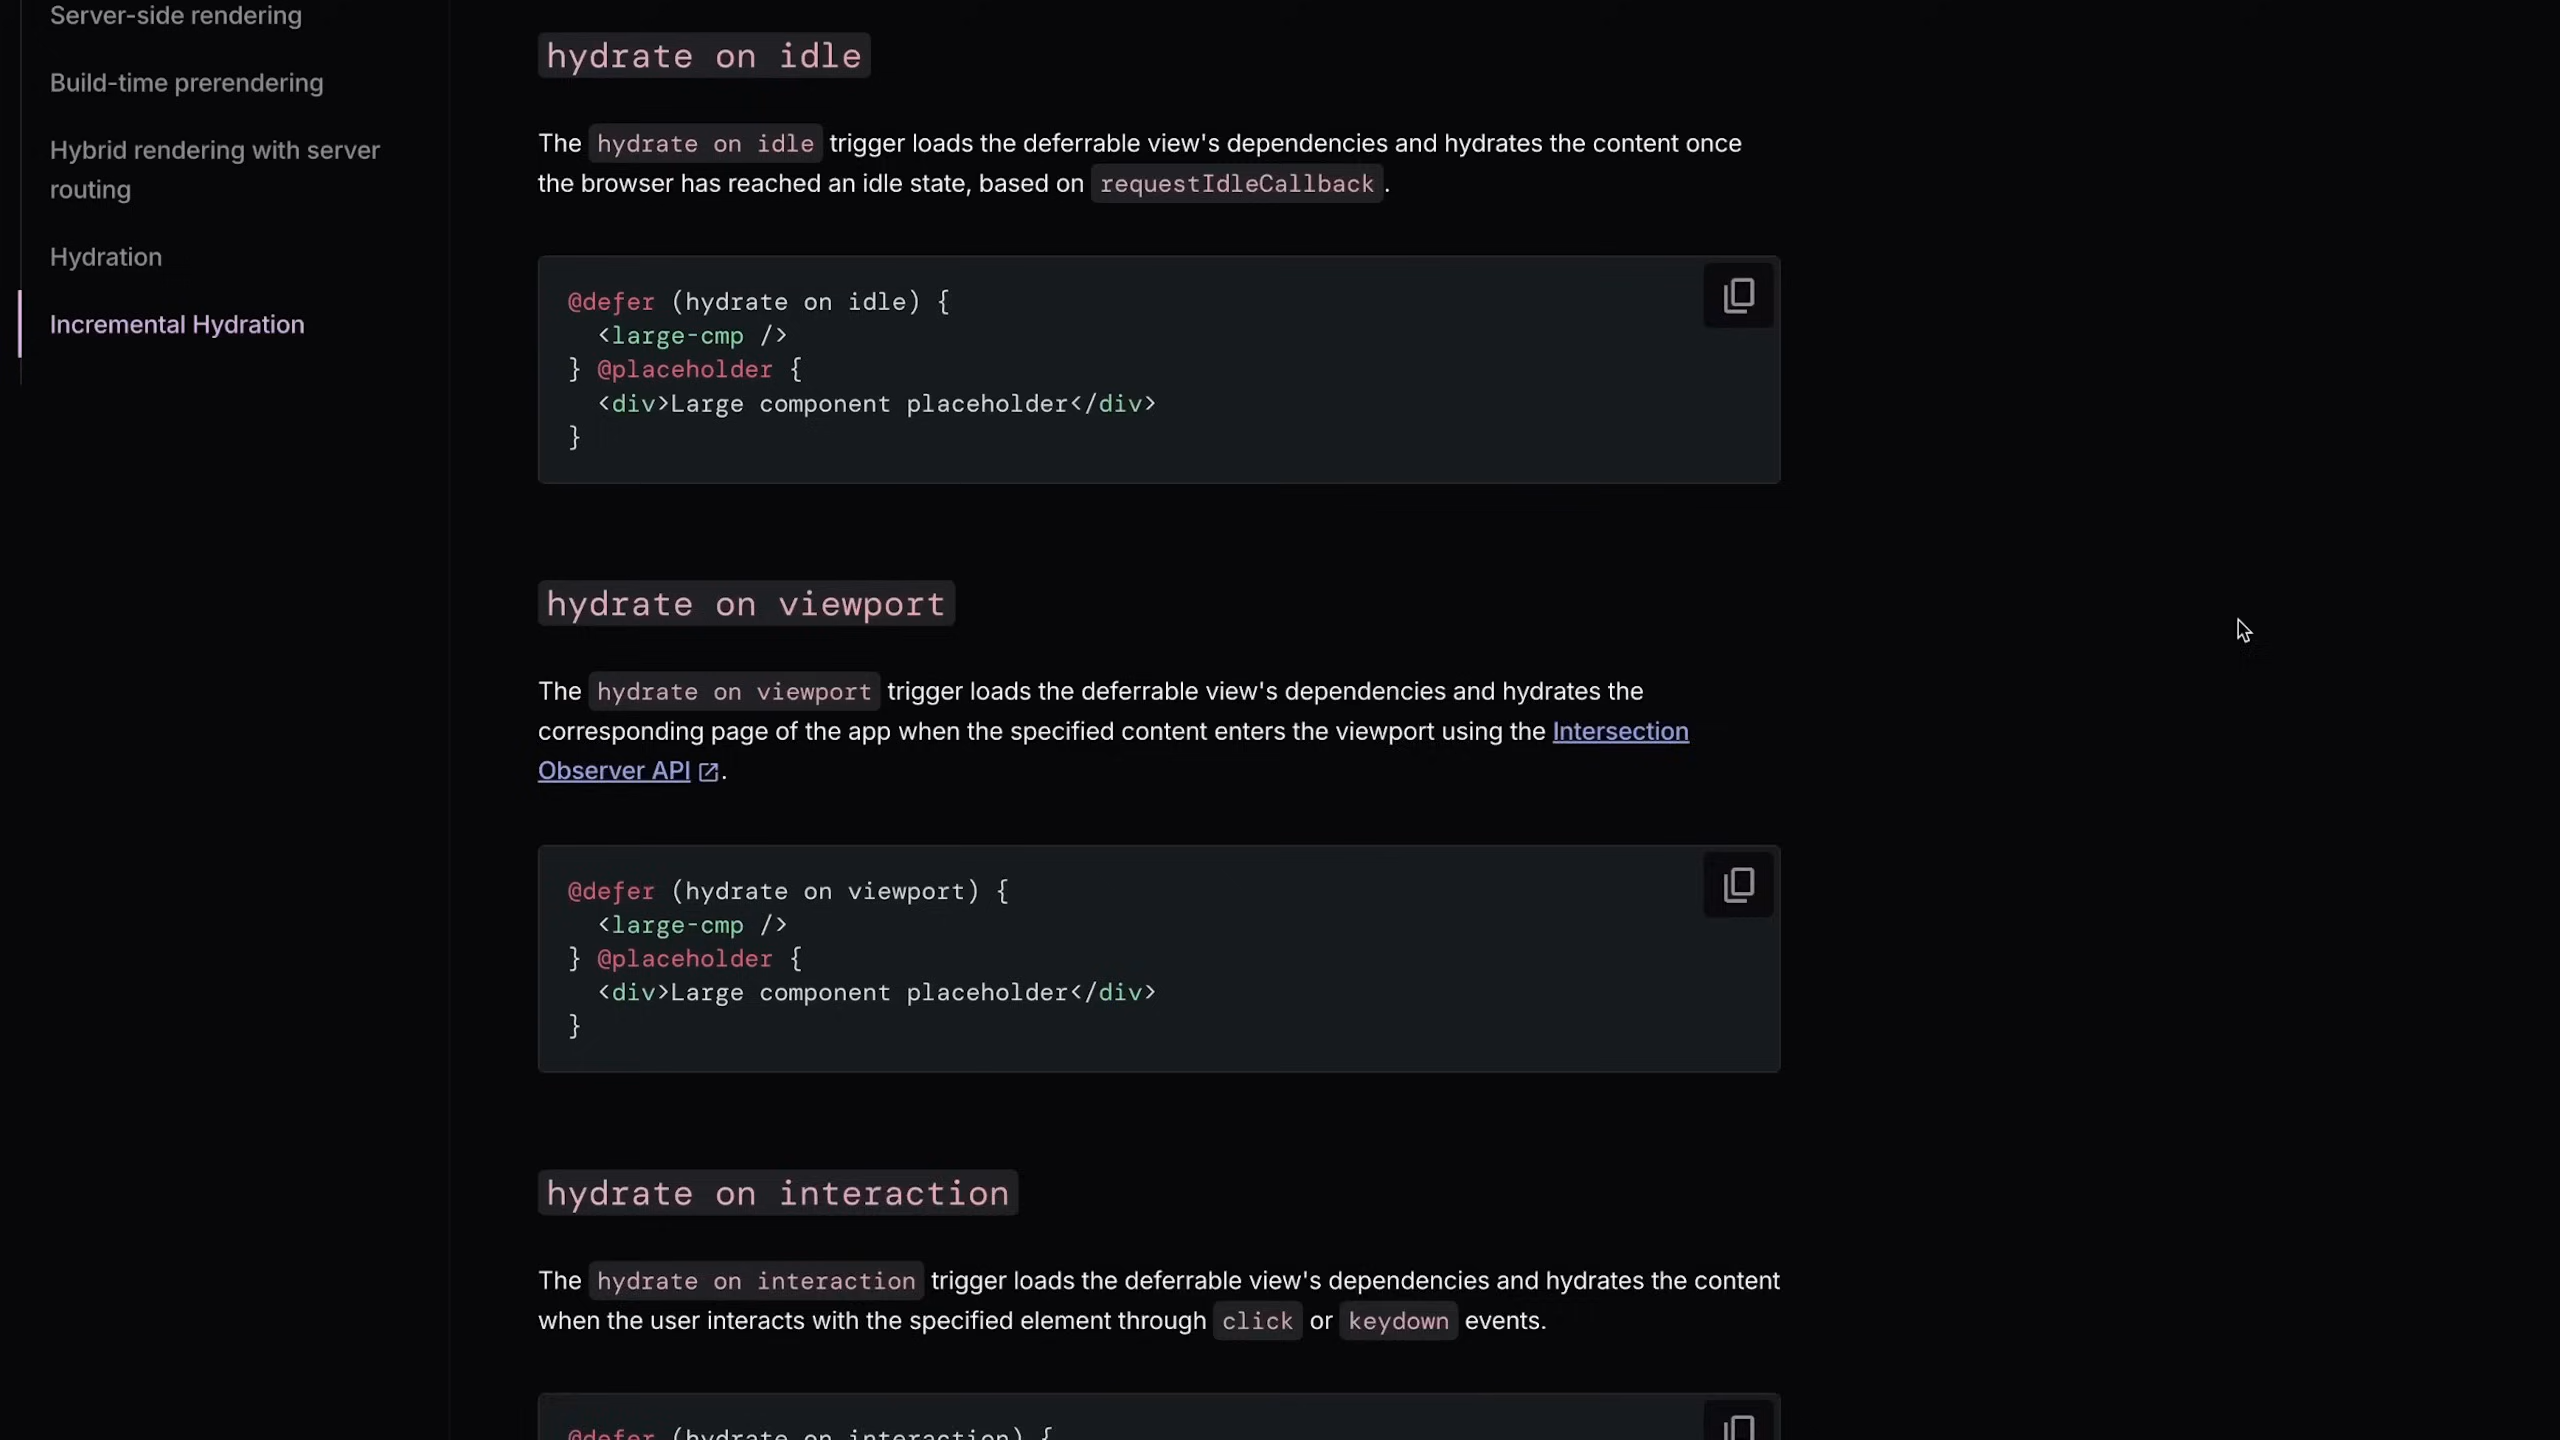 Server-side rendering
Build-time prerendering
Hybrid rendering with server
routing
Hydration
Incremental Hydration
hydrate on idle
The hydrate on idle trigger loads the deferrable view's dependencies and hydrates the content once
the browser has reached an idle state, based on requestIdleCallback.
@defer (hydrate on idle) {
  <large-cmp />
} @placeholder {
  <div>Large component placeholder</div>
}
hydrate on viewport
The hydrate on viewport trigger loads the deferrable view's dependencies and hydrates the
corresponding page of the app when the specified content enters the viewport using the Intersection
Observer API.
@defer (hydrate on viewport) {
  <large-cmp />
} @placeholder {
  <div>Large component placeholder</div>
}
hydrate on interaction
The hydrate on interaction trigger loads the deferrable view's dependencies and hydrates the content
when the user interacts with the specified element through click or keydown events.
@defer (hydrate on interaction) {